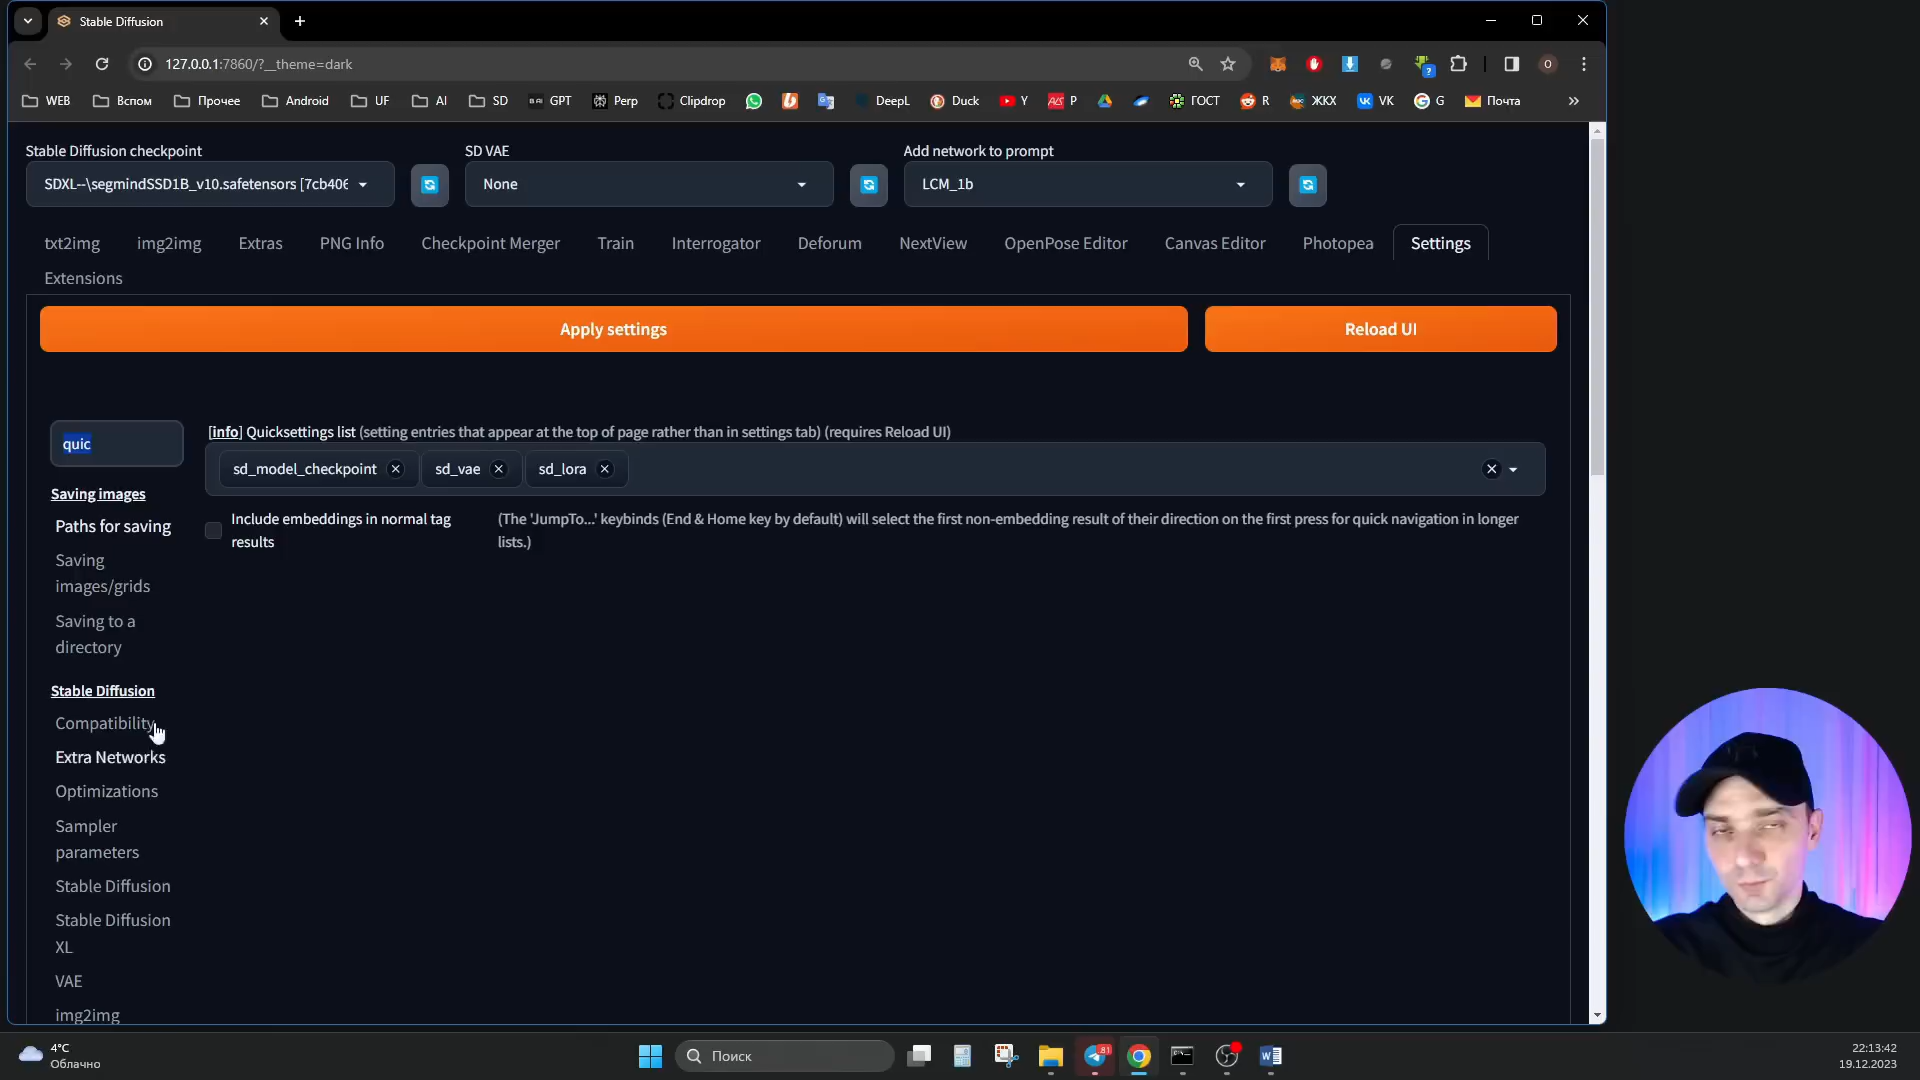 Stable Diffusion
127.0.0.1:7860/?__theme=dark
WEB Вспом Прочее Android UF AI SD GPT Perp Clipdrop DeepL Duck Y P ГОСТ R ЖКХ VK G Почта »
Stable Diffusion checkpoint SD VAE Add network to prompt
SDXL--\segmindSSD1B_v10.safetensors [7cb406 None LCM_1b
txt2img img2img Extras PNG Info Checkpoint Merger Train Interrogator Deforum NextView OpenPose Editor Canvas Editor Photopea Settings
Extensions
Apply settings Reload UI
quic
[info] Quicksettings list (setting entries that appear at the top of page rather than in settings tab) (requires Reload UI)
sd_model_checkpoint sd_vae sd_lora
Include embeddings in normal tag
results
(The 'JumpTo...' keybinds (End & Home key by default) will select the first non-embedding result of their direction on the first press for quick navigation in longer
lists.)
Saving images
Paths for saving
Saving
images/grids
Saving to a
directory
Stable Diffusion
Compatibility
Extra Networks
Optimizations
Sampler
parameters
Stable Diffusion
Stable Diffusion
XL
VAE
img2img
4°C
Облачно
Поиск
81
22:13:42
19.12.2023